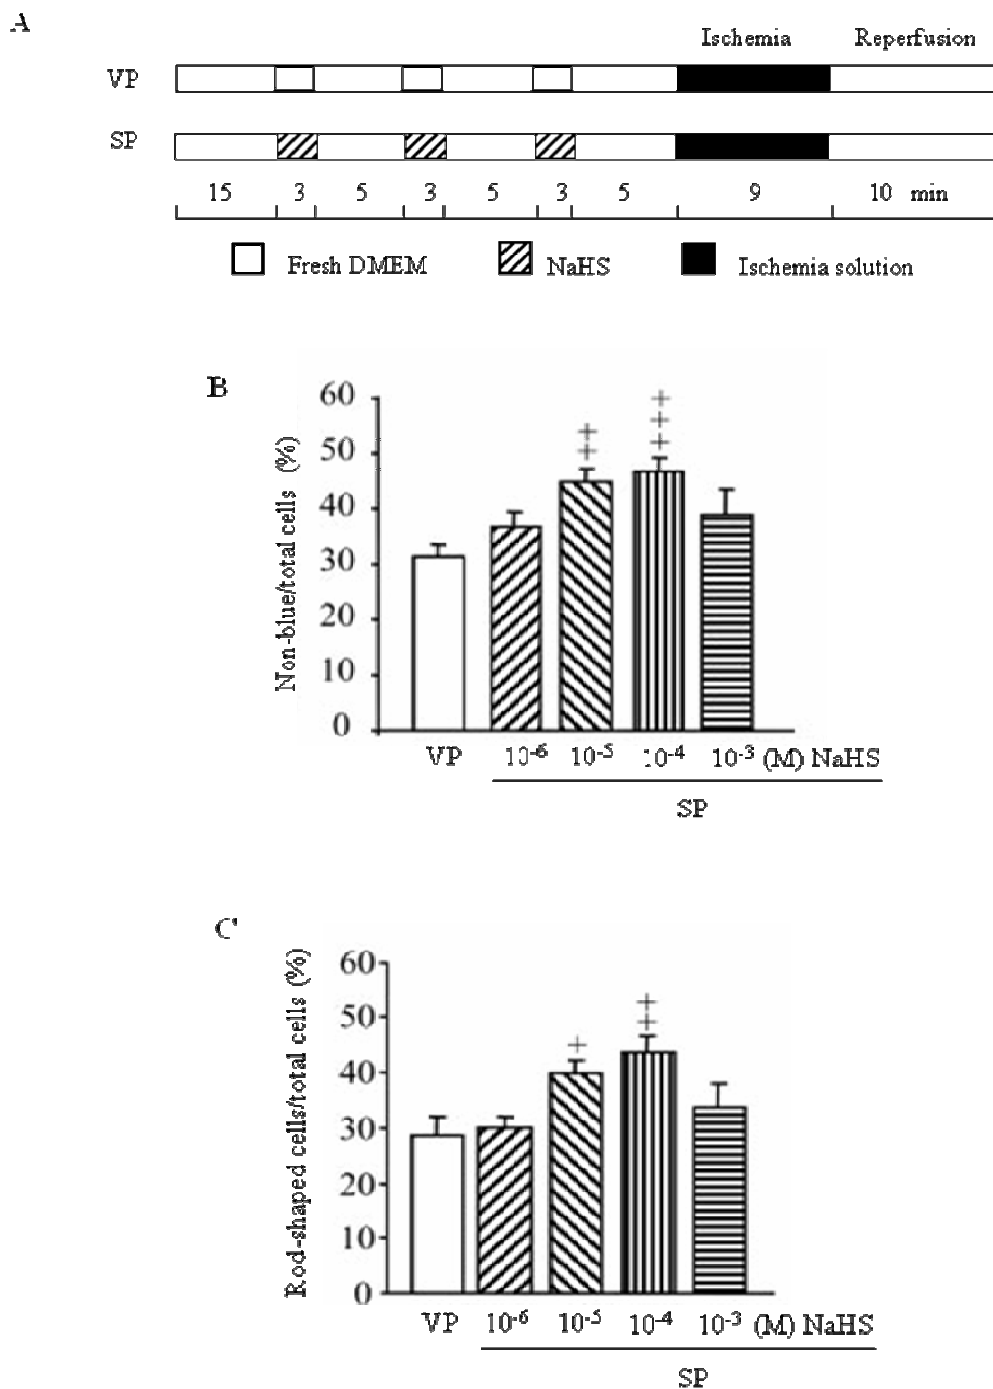 A
Ischemia Reperfusion
VP
SP
15 3 5 3 5 3 5 9 10 min
Fresh DMEM NaHS Ischemia solution
B
Non-blue/total cells (%)
60
50
40
30
20
10
0
++
+++
VP 10-6 10-5 10-4 10-3 (M) NaHS
SP
C
Rod-shaped cells/total cells (%)
60
50
40
30
20
10
0
+
++
VP 10-6 10-5 10-4 10-3 (M) NaHS
SP